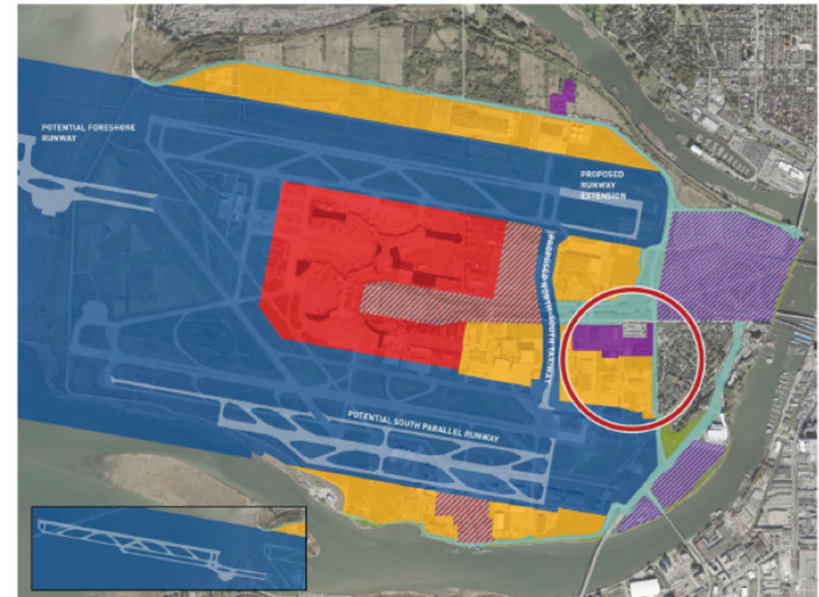 POTENTIAL FORESHORE
RUNWAY
PROPOSED
RUNWAY
EXTENSION
PROPOSED NORTH-SOUTH TAXIWAY
POTENTIAL SOUTH PARALLEL RUNWAY